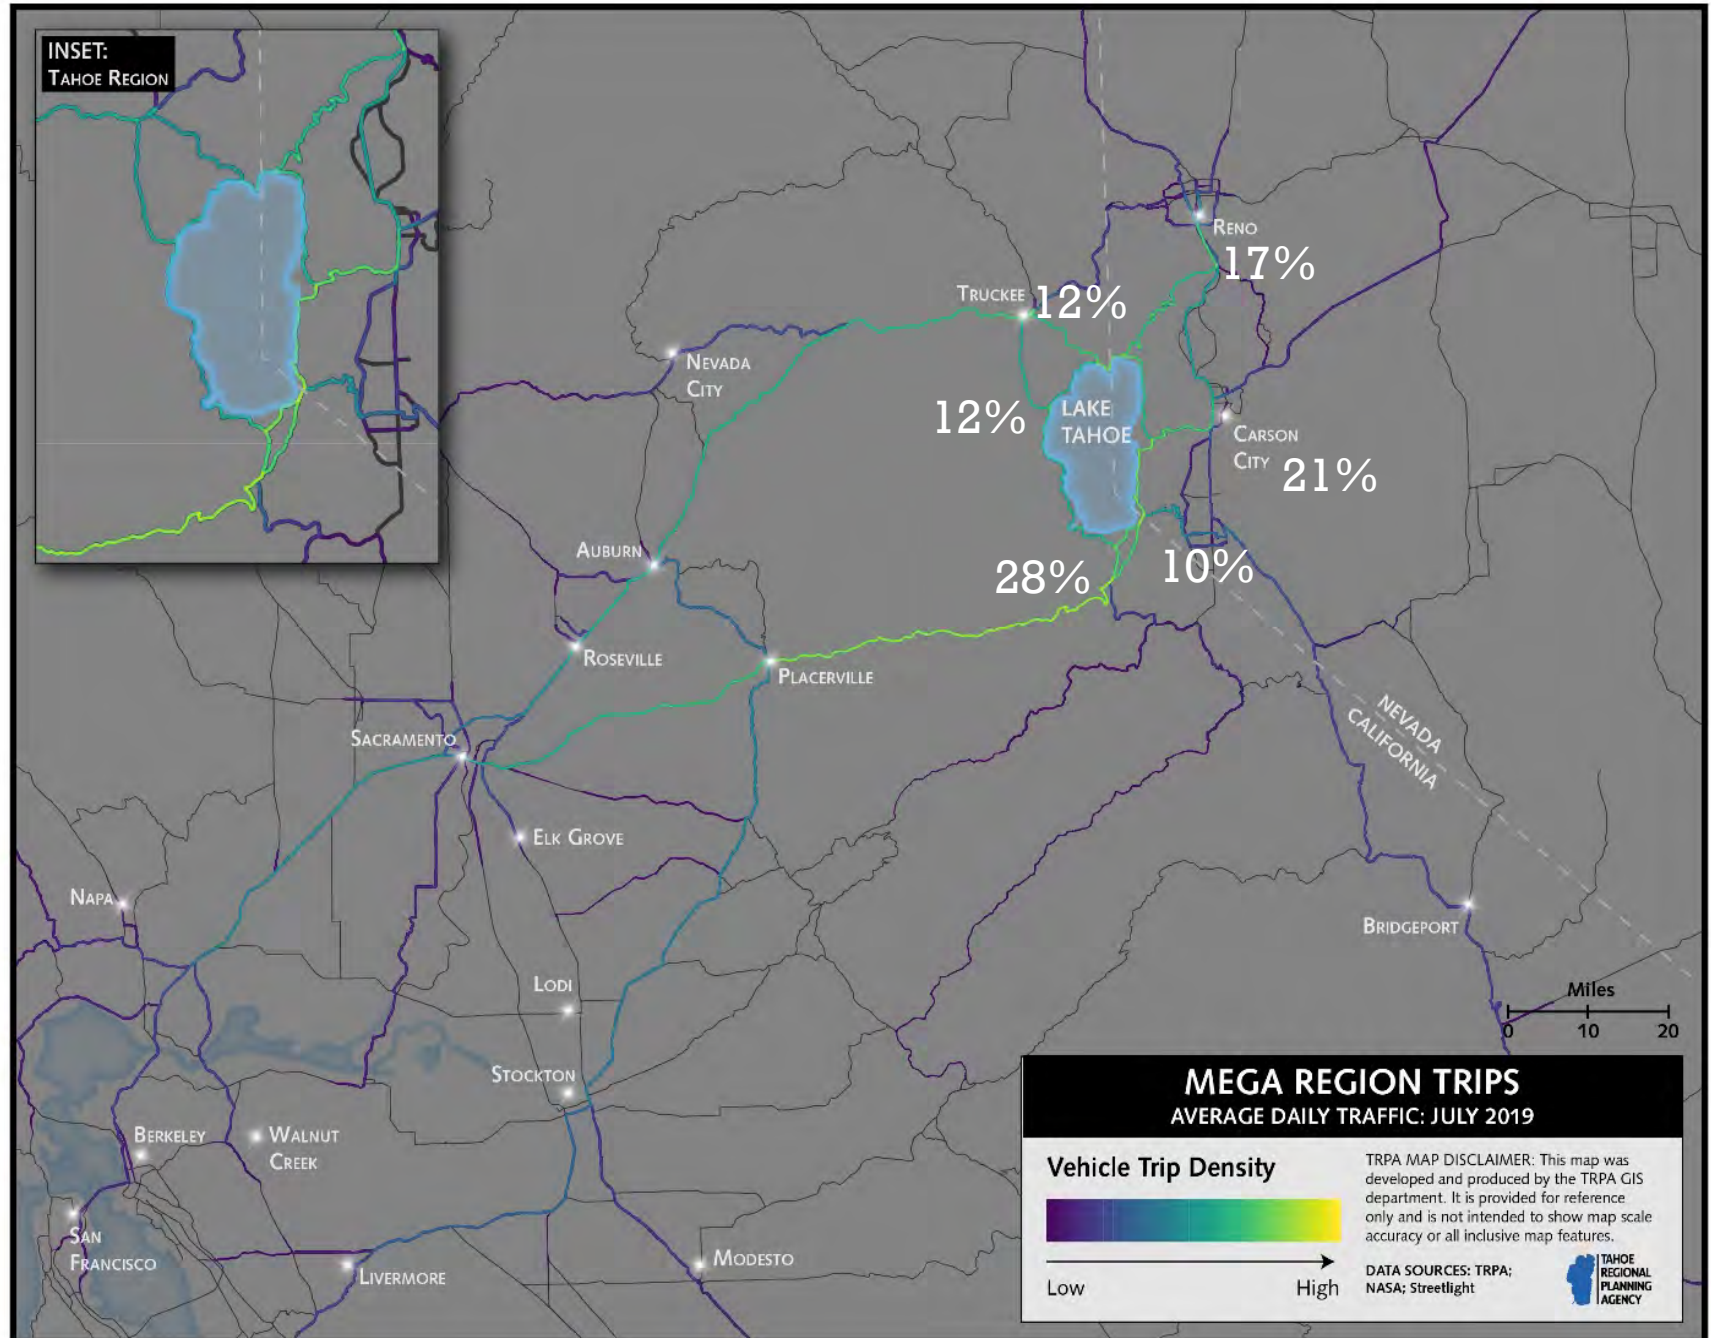 INSET:
TAHOE REGION
RENO
17%
TRUCKEE
12%
NEVADA
CITY
12%
LAKE
TAHOE
CARSON
CITY
21%
AUBURN
10%
28%
ROSEVILLE
PLACERVILLE
NEVADA
CALIFORNIA
SACRAMENTO
ELK GROVE
NAPA
BRIDGEPORT
LODI
Miles
0 10 20
STOCKTON
BERKELEY
WALNUT
CREEK
SAN
FRANCISCO
LIVERMORE
MODESTO
MEGA REGION TRIPS
AVERAGE DAILY TRAFFIC: JULY 2019
Vehicle Trip Density
Low High
TRPA MAP DISCLAIMER: This map was
developed and produced by the TRPA GIS
department. It is provided for reference
only and is not intended to show map scale
accuracy or all inclusive map features.
DATA SOURCES: TRPA;
NASA; Streetlight
TAHOE
REGIONAL
PLANNING
AGENCY